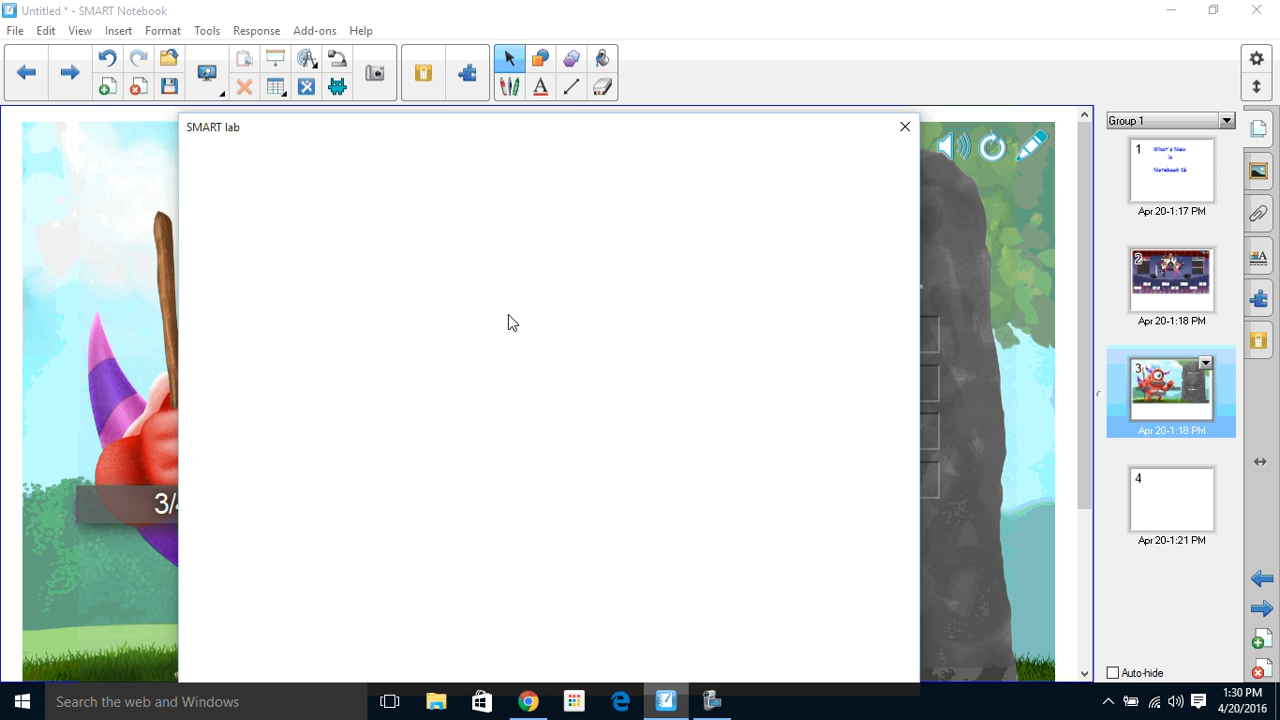 Untitled * - SMART Notebook
File Edit View Insert Format Tools Response Add-ons Help
SMART lab
Group 1
1
What's New
in
Notebook 16
Apr 20-1:17 PM
2
Apr 20-1:18 PM
3
Apr 20-1:18 PM
4
Apr 20-1:21 PM
3/4
Auto-hide
Search the web and Windows
1:30 PM
4/20/2016